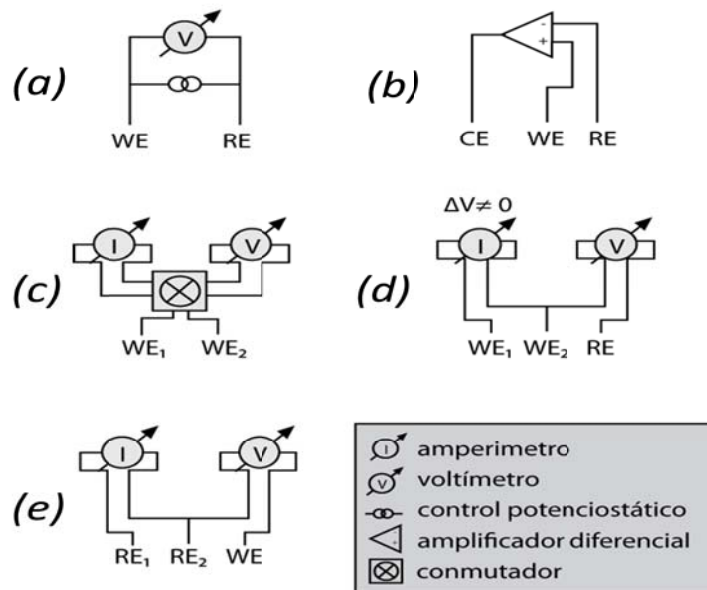 V
(a)
WE RE
-
+
(b)
CE WE RE
I V
(c)
WE₁ WE₂
ΔV≠ 0
I V
(d)
WE₁ WE₂ RE
I V
(e)
RE₁ RE₂ WE
I amperimetro
V voltímetro
control potenciostático
- + amplificador diferencial
conmutador